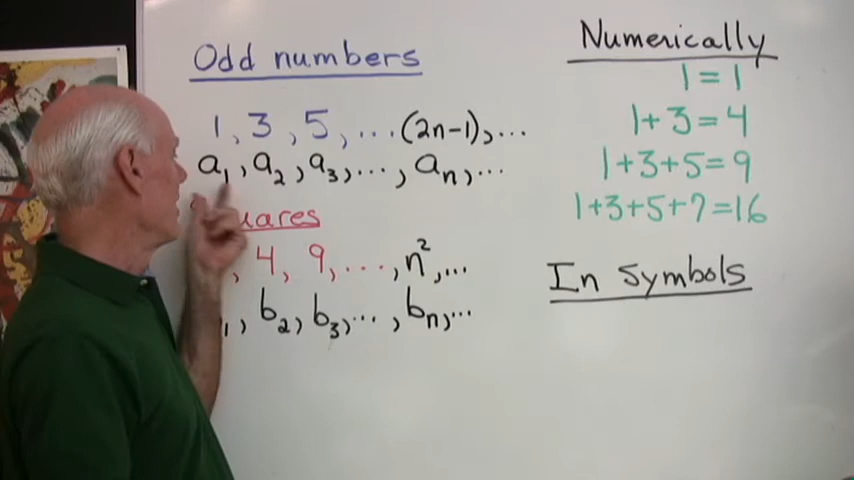 Odd numbers
1, 3, 5, ... (2n-1), ...
a₁, a₂, a₃, ..., aₙ, ...
, 4, 9, ..., n², ...
, b₂, b₃, ..., bₙ, ...
Numerically
1 = 1
1+3=4
1+3+5=9
1+3+5+7=16
In Symbols